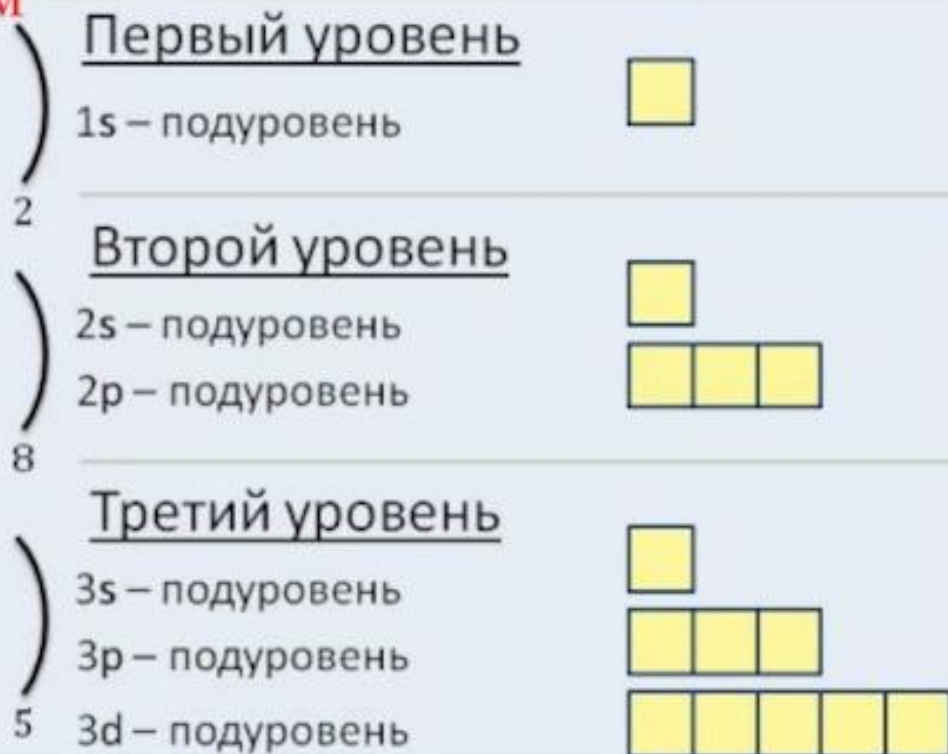 Первый уровень
1s – подуровень
2
Второй уровень
2s – подуровень
2p – подуровень
8
Третий уровень
3s – подуровень
3p – подуровень
5
3d – подуровень